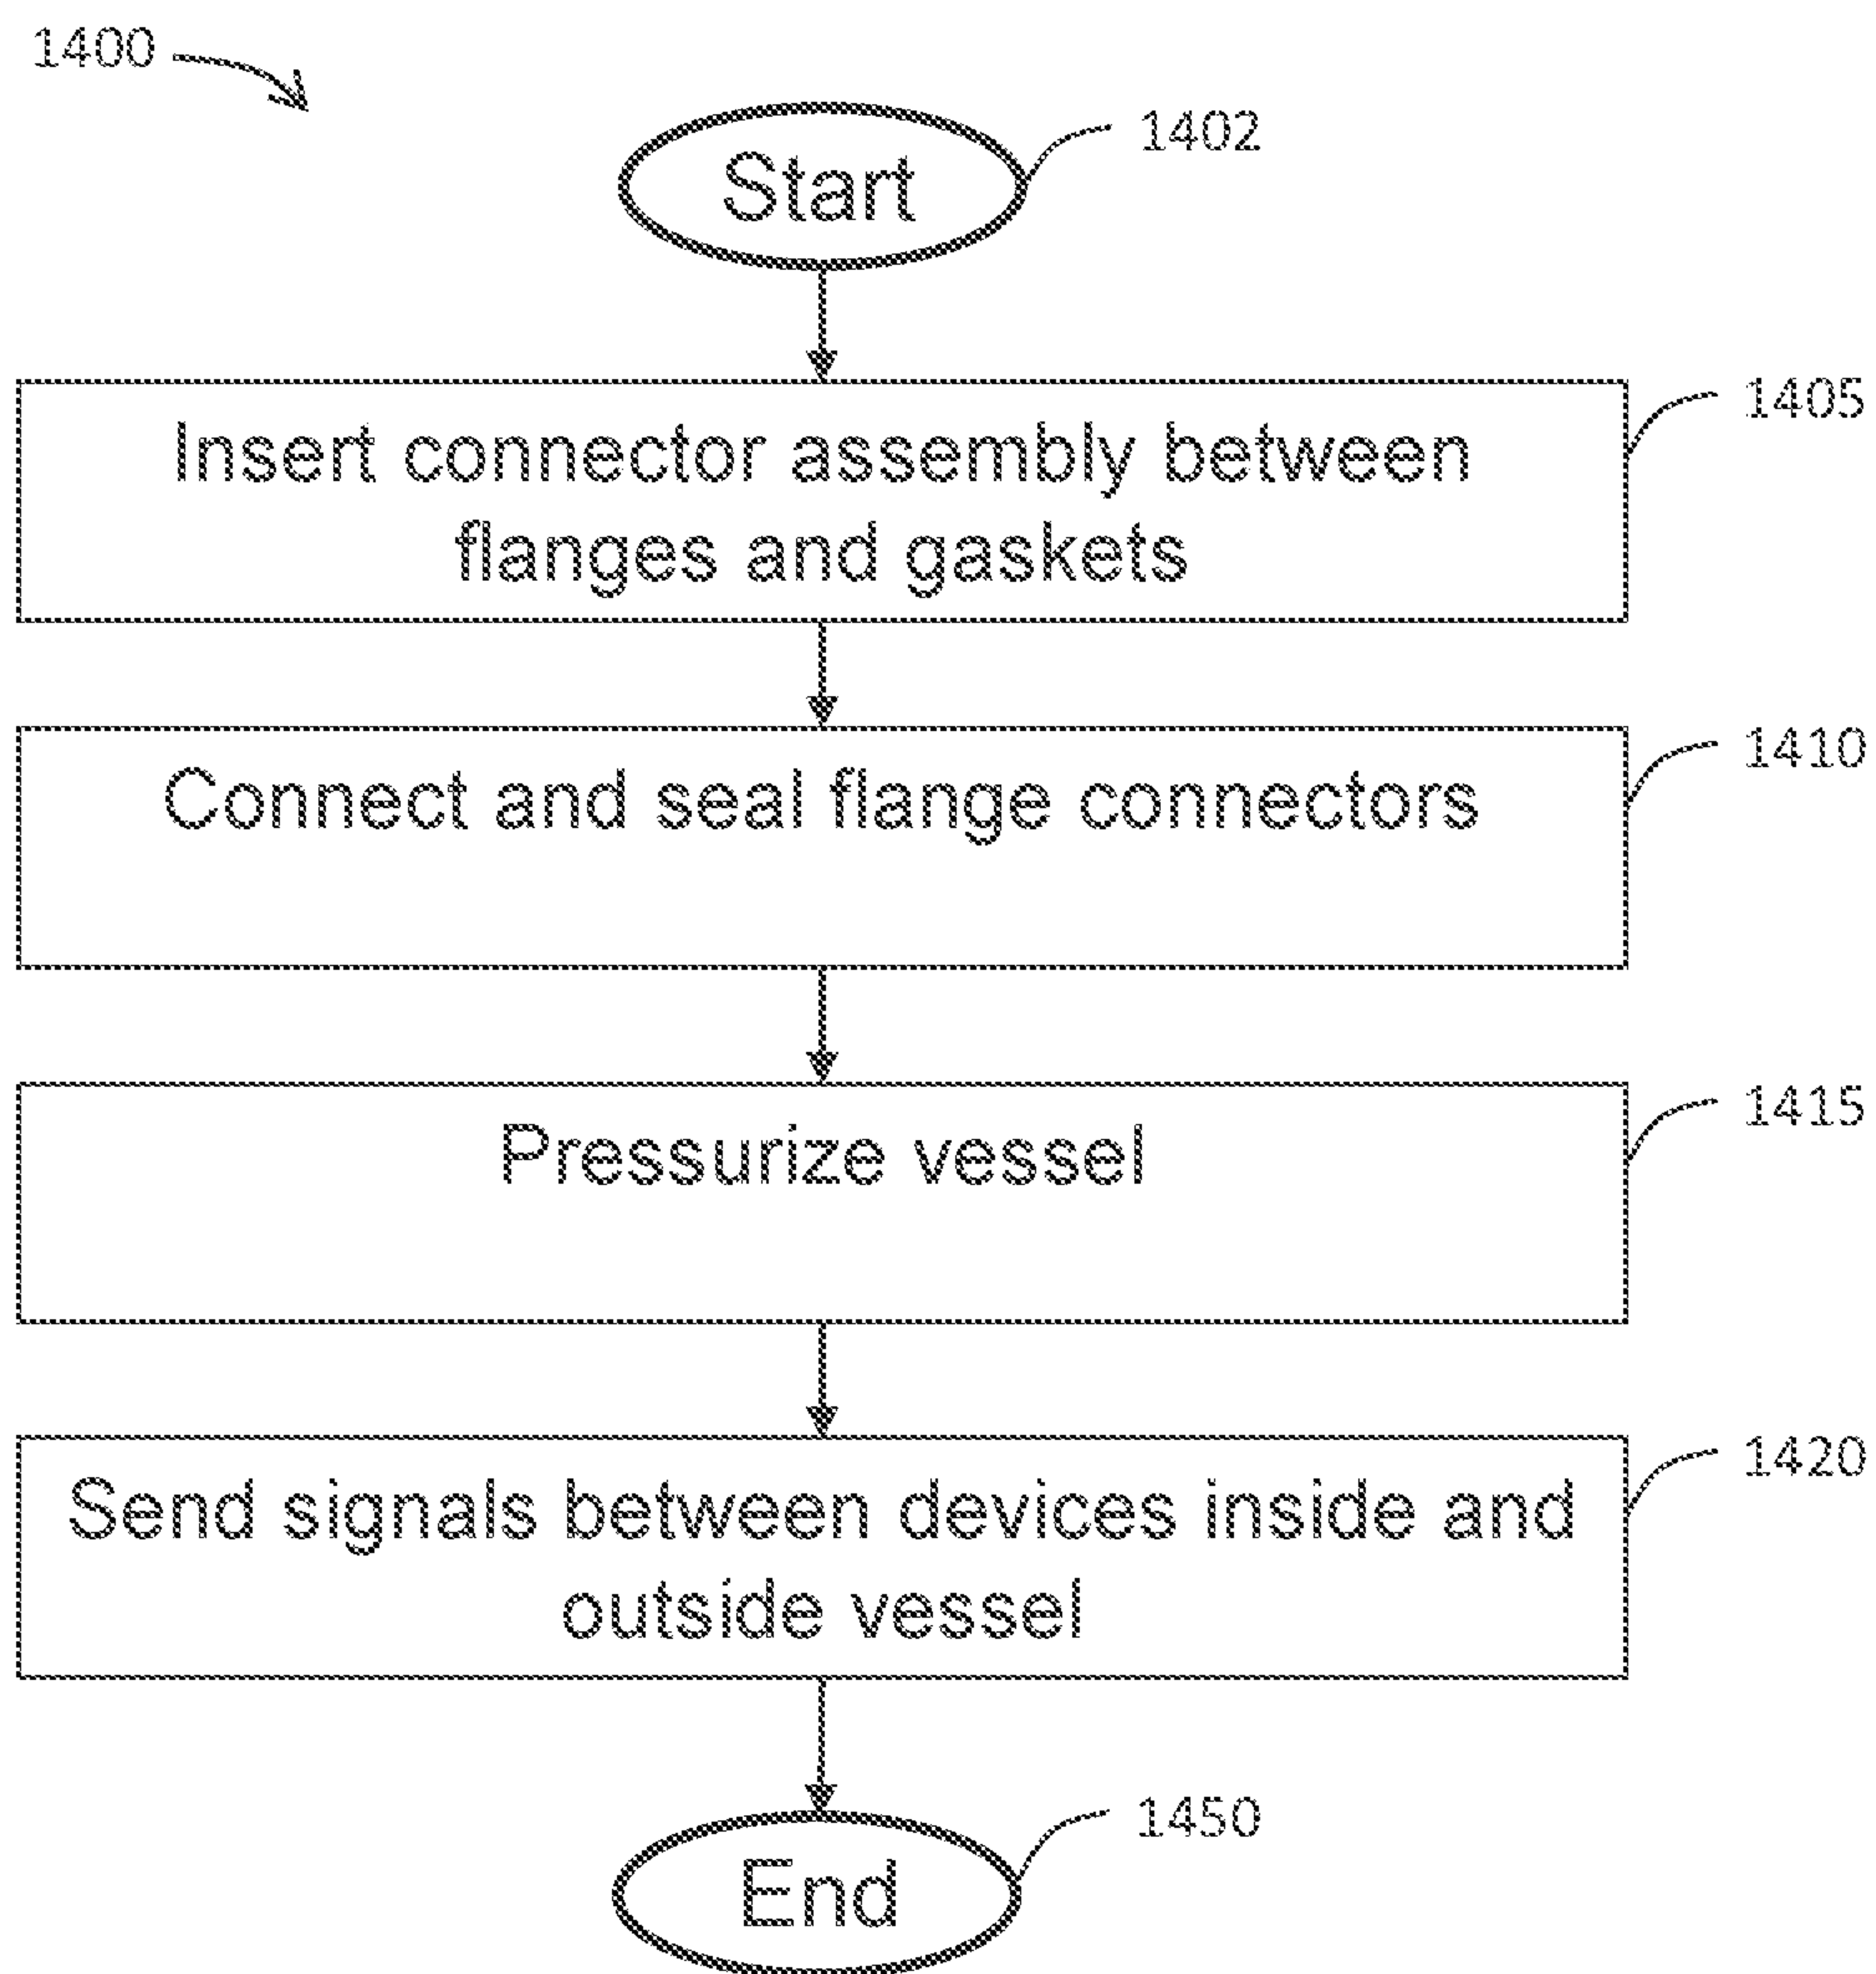 1400
Start
1402
Insert connector assembly between
flanges and gaskets
1405
Connect and seal flange connectors
1410
Pressurize vessel
1415
Send signals between devices inside and
outside vessel
1420
End
1450